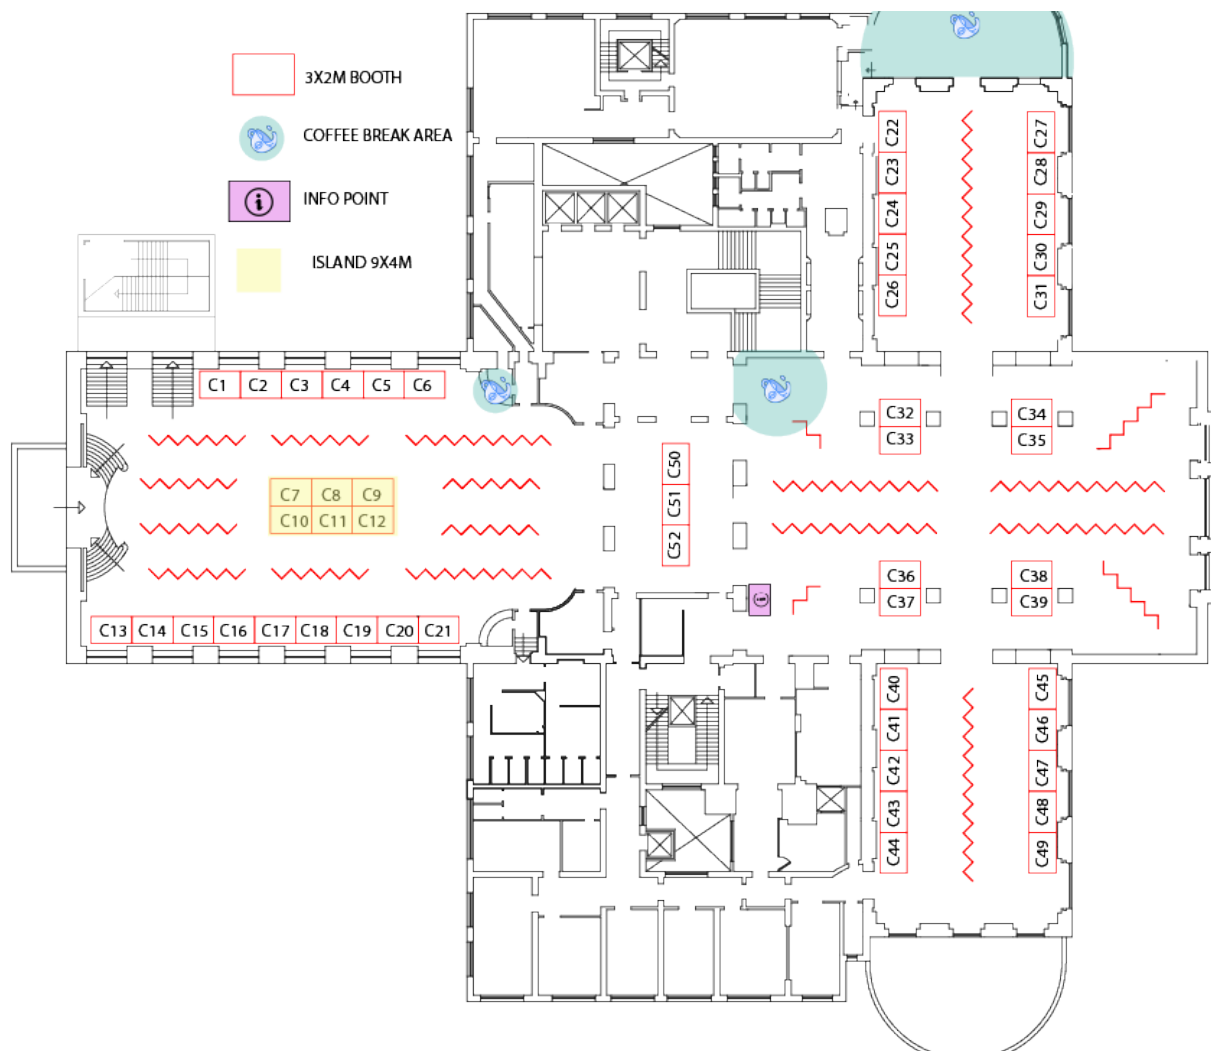 3X2M BOOTH
COFFEE BREAK AREA
INFO POINT
ISLAND 9X4M
C22
C23
C24
C25
C26
C27
C28
C29
C30
C31
C1 C2 C3 C4 C5 C6
C7 C8 C9
C10 C11 C12
C13 C14 C15 C16 C17 C18 C19 C20 C21
C50
C51
C52
C32
C33
C34
C35
C36
C37
C38
C39
C40
C41
C42
C43
C44
C45
C46
C47
C48
C49